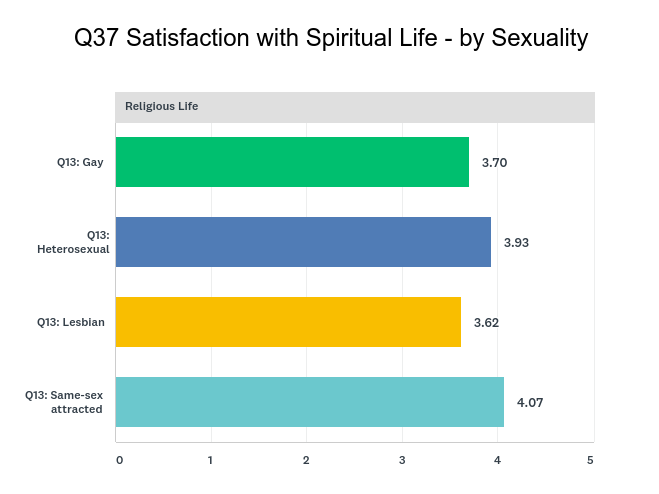 Q37 Satisfaction with Spiritual Life - by Sexuality
Religious Life
Q13: Gay
3.70
Q13:
Heterosexual
3.93
Q13: Lesbian
3.62
Q13: Same-sex
attracted
4.07
0 1 2 3 4 5